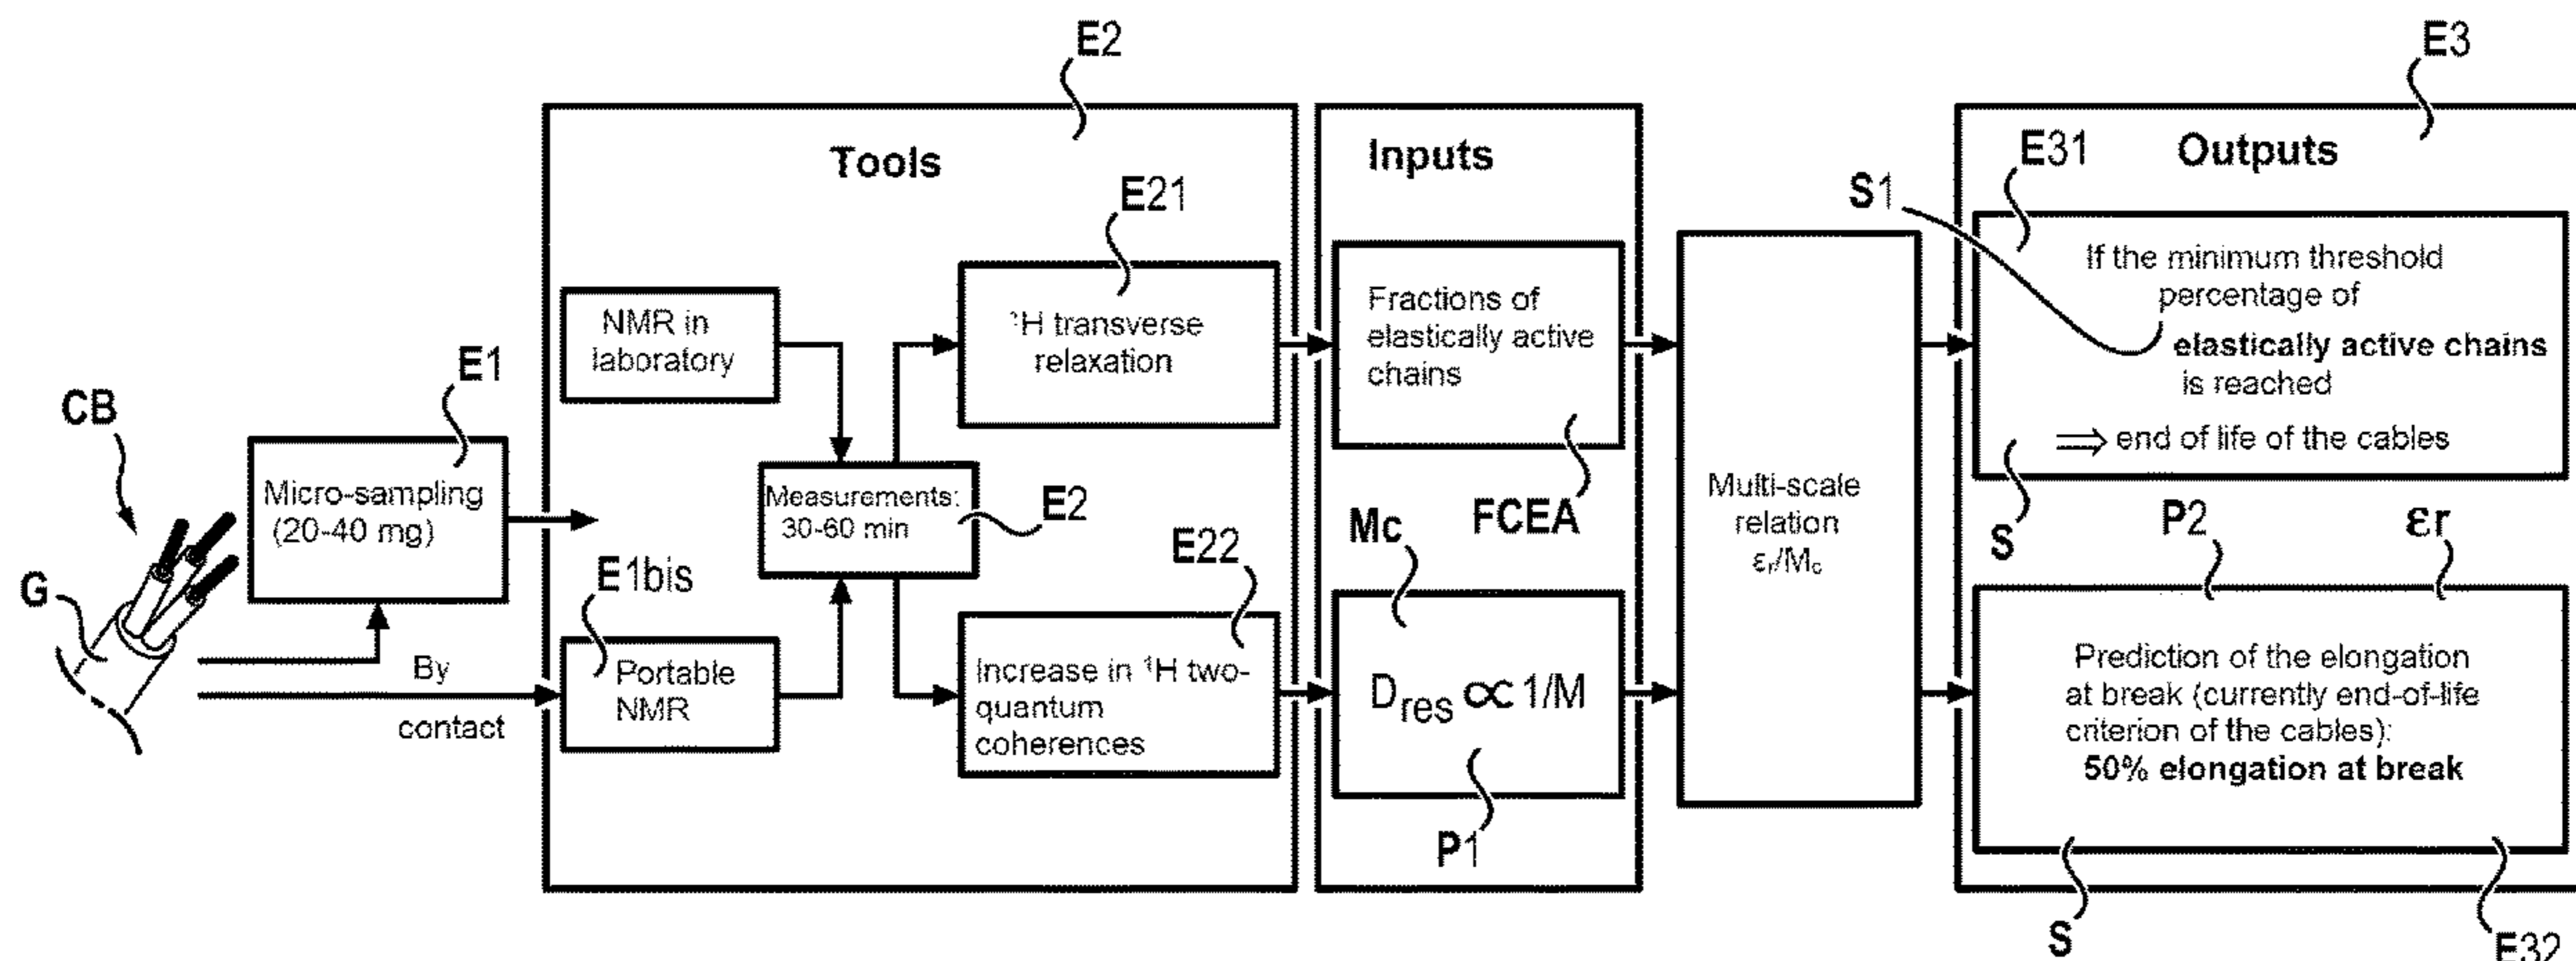 E2
E3
Tools
Inputs
Outputs
E31
S1
E21
E1
CB
G
Micro-sampling
(20-40 mg)
By
contact
NMR in
laboratory
E1bis
Portable
NMR
Measurements:
30-60 min
E2
¹H transverse
relaxation
E22
Increase in ¹H two-
quantum
coherences
Fractions of
elastically active
chains
FCEA
Mc
Dres ∝ 1/M
P1
Multi-scale
relation
εr/Mc
If the minimum threshold
percentage of
elastically active chains
is reached
⇒ end of life of the cables
S
P2
εr
Prediction of the elongation
at break (currently end-of-life
criterion of the cables):
50% elongation at break
S
E32